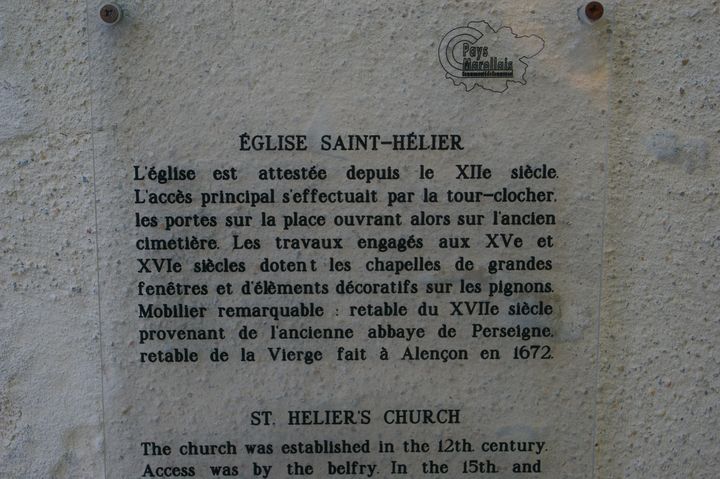 Pays
Marollais
ÉGLISE SAINT-HÉLIER
L'église est attestée depuis le XIIe siècle.
L'accès principal s'effectuait par la tour-clocher,
les portes sur la place ouvrant alors sur l'ancien
cimetière. Les travaux engagés aux XVe et
XVIe siècles dotent les chapelles de grandes
fenêtres et d'élèments décoratifs sur les pignons.
Mobilier remarquable : retable du XVIIe siècle
provenant de l'ancienne abbaye de Perseigne,
retable de la Vierge fait à Alençon en 1672.
ST. HELIER'S CHURCH
The church was established in the 12th. century.
Access was by the belfry. In the 15th. and